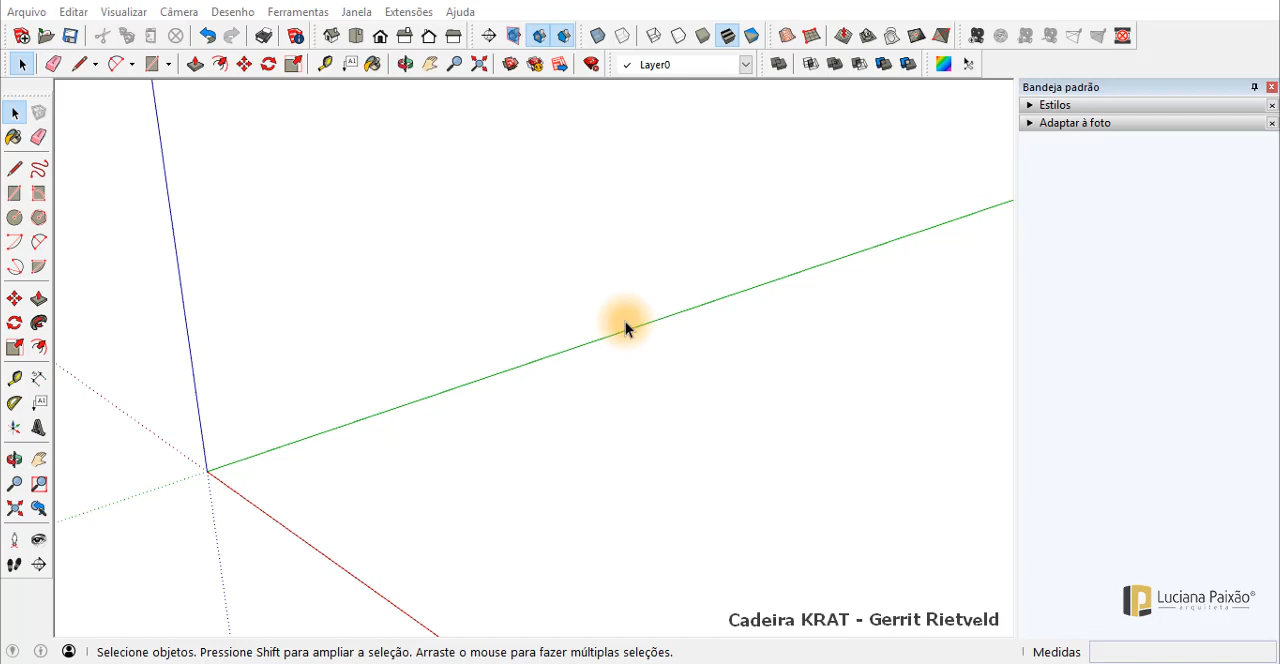 Arquivo Editar Visualizar Câmera Desenho Ferramentas Janela Extensões Ajuda
Layer0
Bandeja padrão
Estilos
Adaptar à foto
Luciana Paixão®
arquiteta
Cadeira KRAT - Gerrit Rietveld
Selecione objetos. Pressione Shift para ampliar a seleção. Arraste o mouse para fazer múltiplas seleções.
Medidas